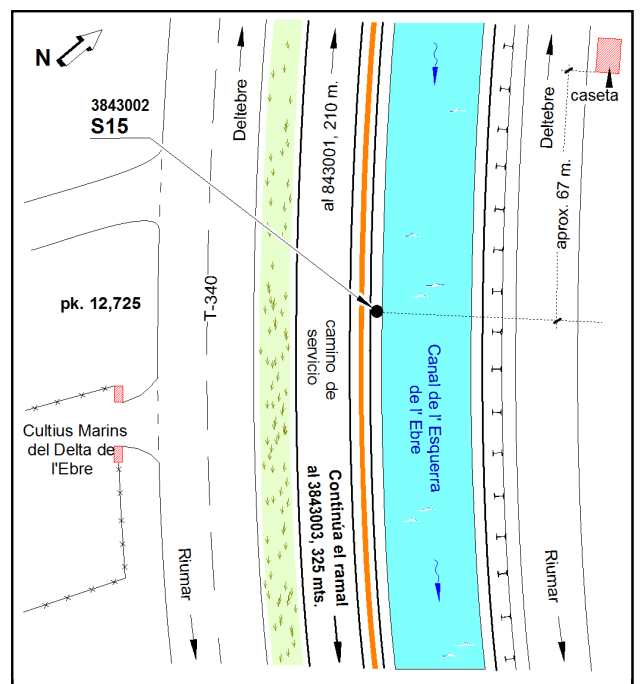 N
3843002
S15
Deltebre
al 843001, 210 m.
Deltebre
caseta
aprox. 67 m.
pk. 12,725
T-340
camino de
servicio
Canal de l' Esquerra
de l' Ebre
Cultius Marins
del Delta de
l'Ebre
Continúa el ramal
al 3843003, 325 mts.
Riumar
Riumar